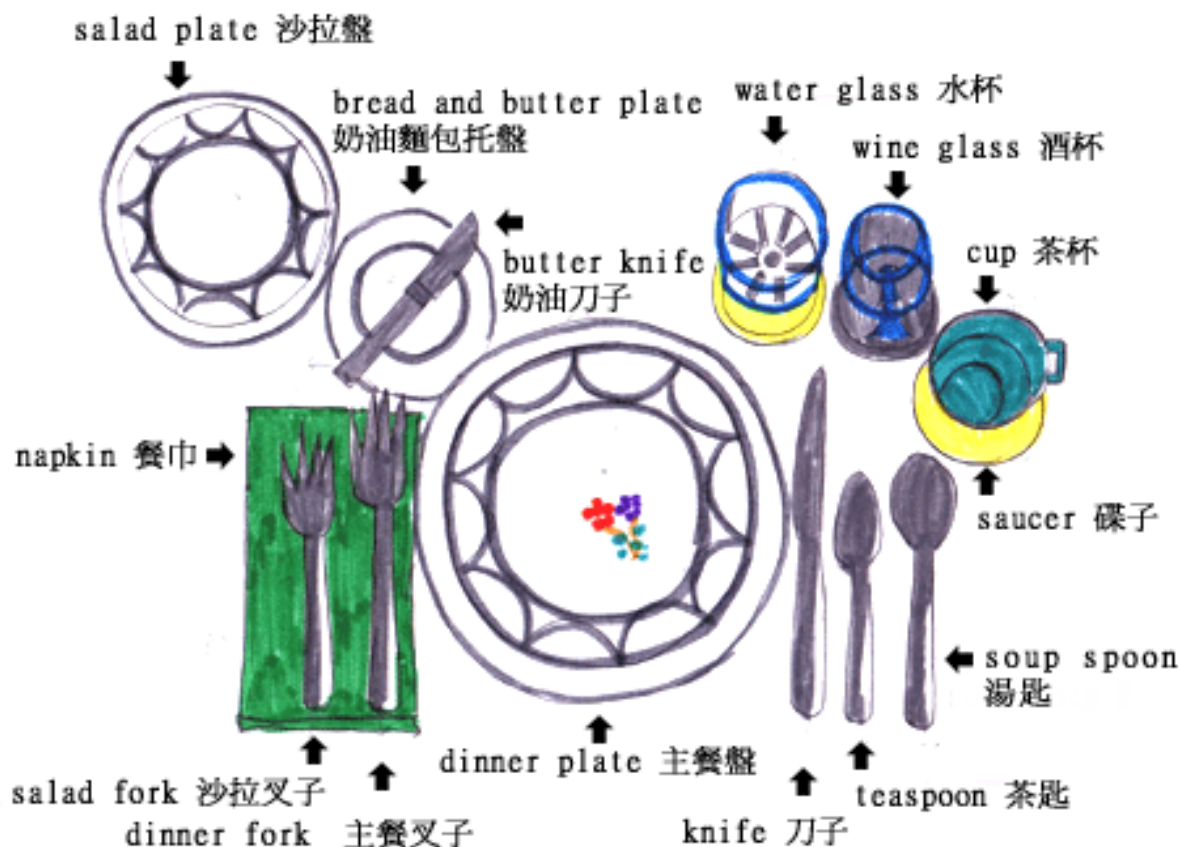 salad plate 沙拉盤
bread and butter plate
奶油麵包托盤
water glass 水杯
wine glass 酒杯
butter knife
奶油刀子
cup 茶杯
napkin 餐巾
saucer 碟子
soup spoon
湯匙
dinner plate 主餐盤
salad fork 沙拉叉子
teaspoon 茶匙
dinner fork 主餐叉子
knife 刀子